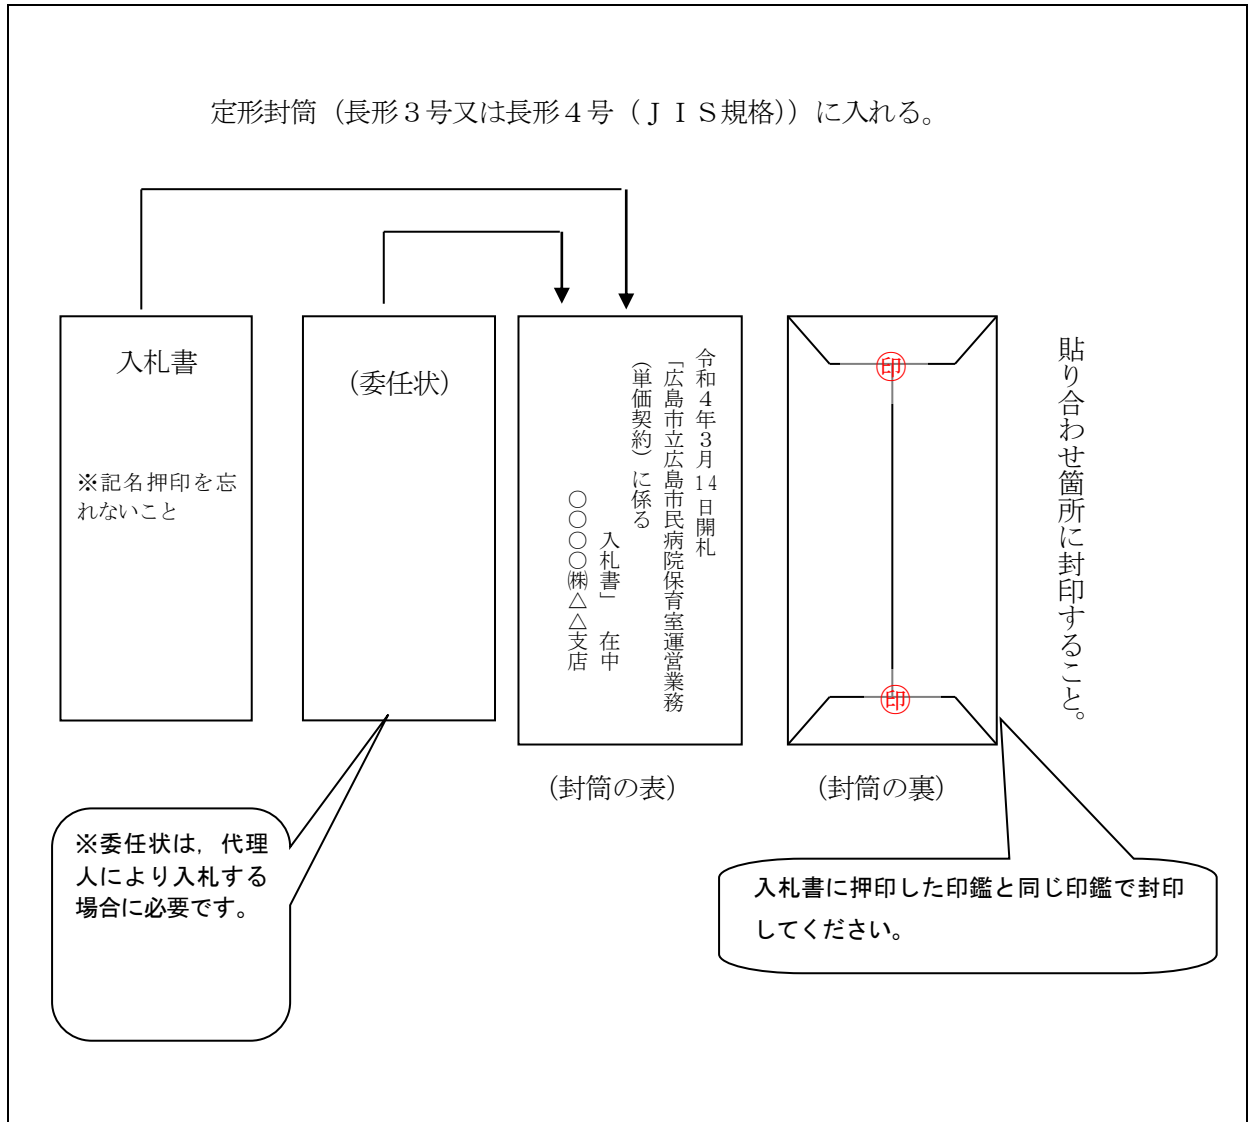 定形封筒（長形３号又は長形４号（ＪＩＳ規格））に入れる。
入札書
※記名押印を忘
れないこと
（委任状）
令和４年３月14日開札
「広島市立広島市民病院保育室運営業務
（単価契約）に係る
入札書」　在中
○○○○㈱△△支店
印
印
貼り合わせ箇所に封印すること。
（封筒の表）
（封筒の裏）
※委任状は，代理
人により入札する
場合に必要です。
入札書に押印した印鑑と同じ印鑑で封印
してください。